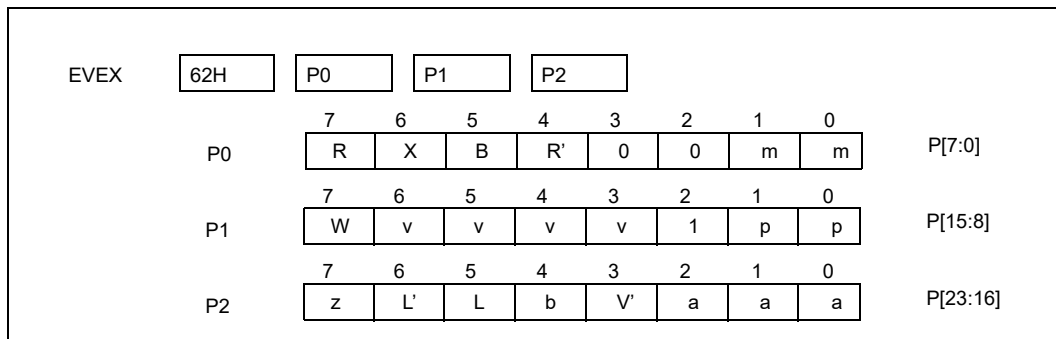 EVEX 62H P0 P1 P2
7 6 5 4 3 2 1 0
P0 R X B R’ 0 0 m m P[7:0]
7 6 5 4 3 2 1 0
P1 W v v v v 1 p p P[15:8]
7 6 5 4 3 2 1 0
P2 z L’ L b V’ a a a P[23:16]